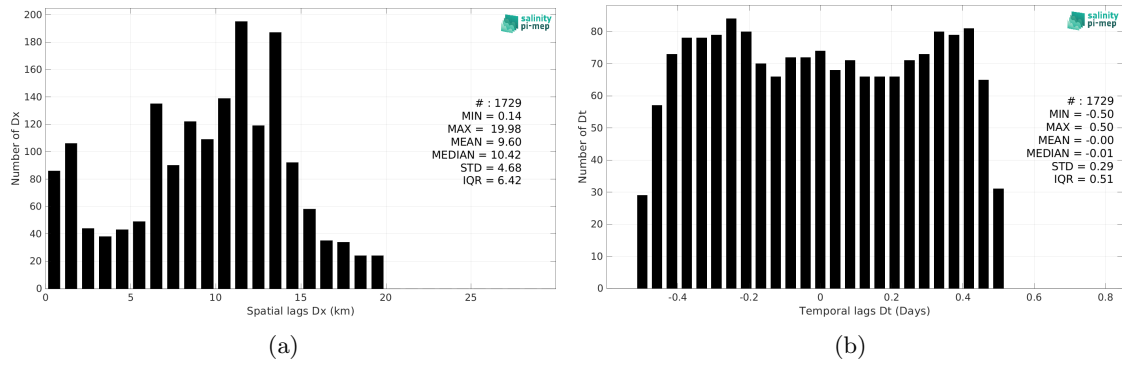 200
180
160
140
120
100
80
60
40
20
0
Number of Dx
0
5
10
15
20
25
Spatial lags Dx (km)
salinity
pi-mep
# : 1729
MIN = 0.14
MAX = 19.98
MEAN = 9.60
MEDIAN = 10.42
STD = 4.68
IQR = 6.42
(a)
80
70
60
50
40
30
20
10
0
Number of Dt
-0.4
-0.2
0
0.2
0.4
0.6
0.8
Temporal lags Dt (Days)
salinity
pi-mep
# : 1729
MIN = -0.50
MAX = 0.50
MEAN = -0.00
MEDIAN = -0.01
STD = 0.29
IQR = 0.51
(b)